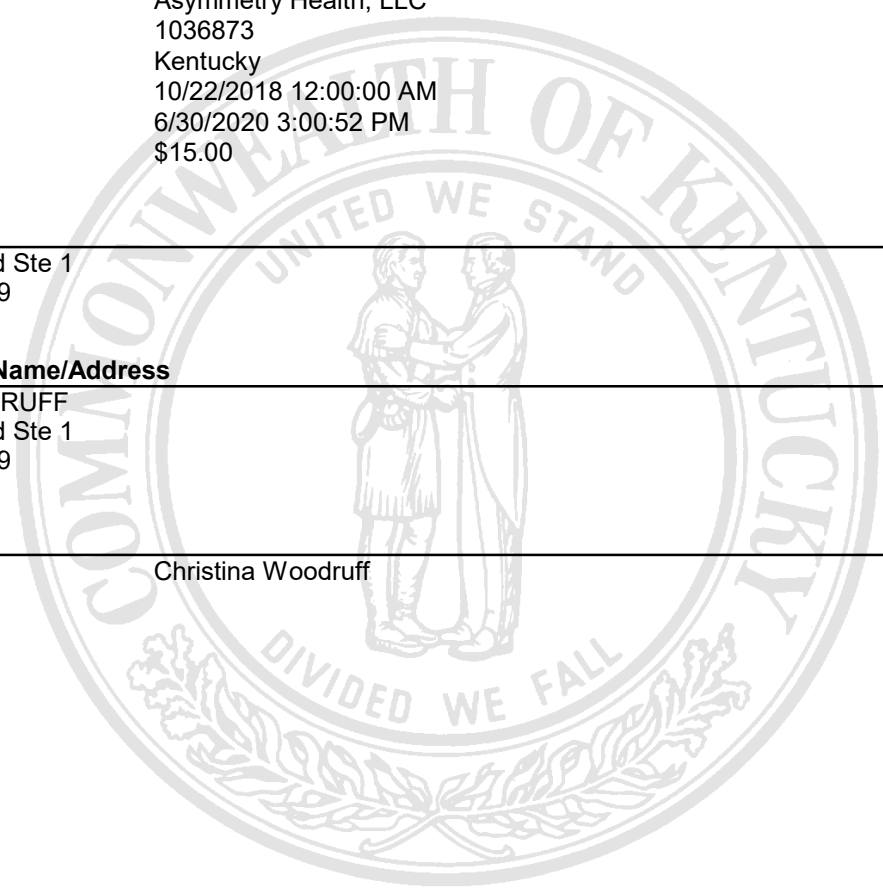 Asymmetry Health, LLC
1036873
Kentucky
10/22/2018 12:00:00 AM
6/30/2020 3:00:52 PM
$15.00
COMMONWEALTH OF KENTUCKY
UNITED WE STAND
d Ste 1
9
Name/Address
RUFF
d Ste 1
9
Christina Woodruff
DIVIDED WE FALL